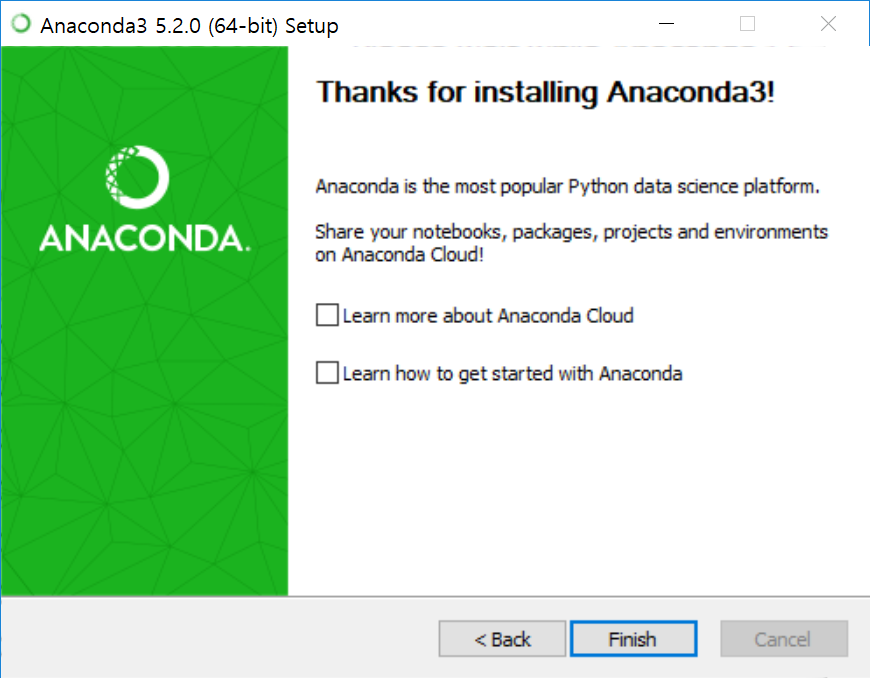 Anaconda3 5.2.0 (64-bit) Setup
ANACONDA.
Thanks for installing Anaconda3!
Anaconda is the most popular Python data science platform.
Share your notebooks, packages, projects and environments
on Anaconda Cloud!
Learn more about Anaconda Cloud
Learn how to get started with Anaconda
< Back
Finish
Cancel